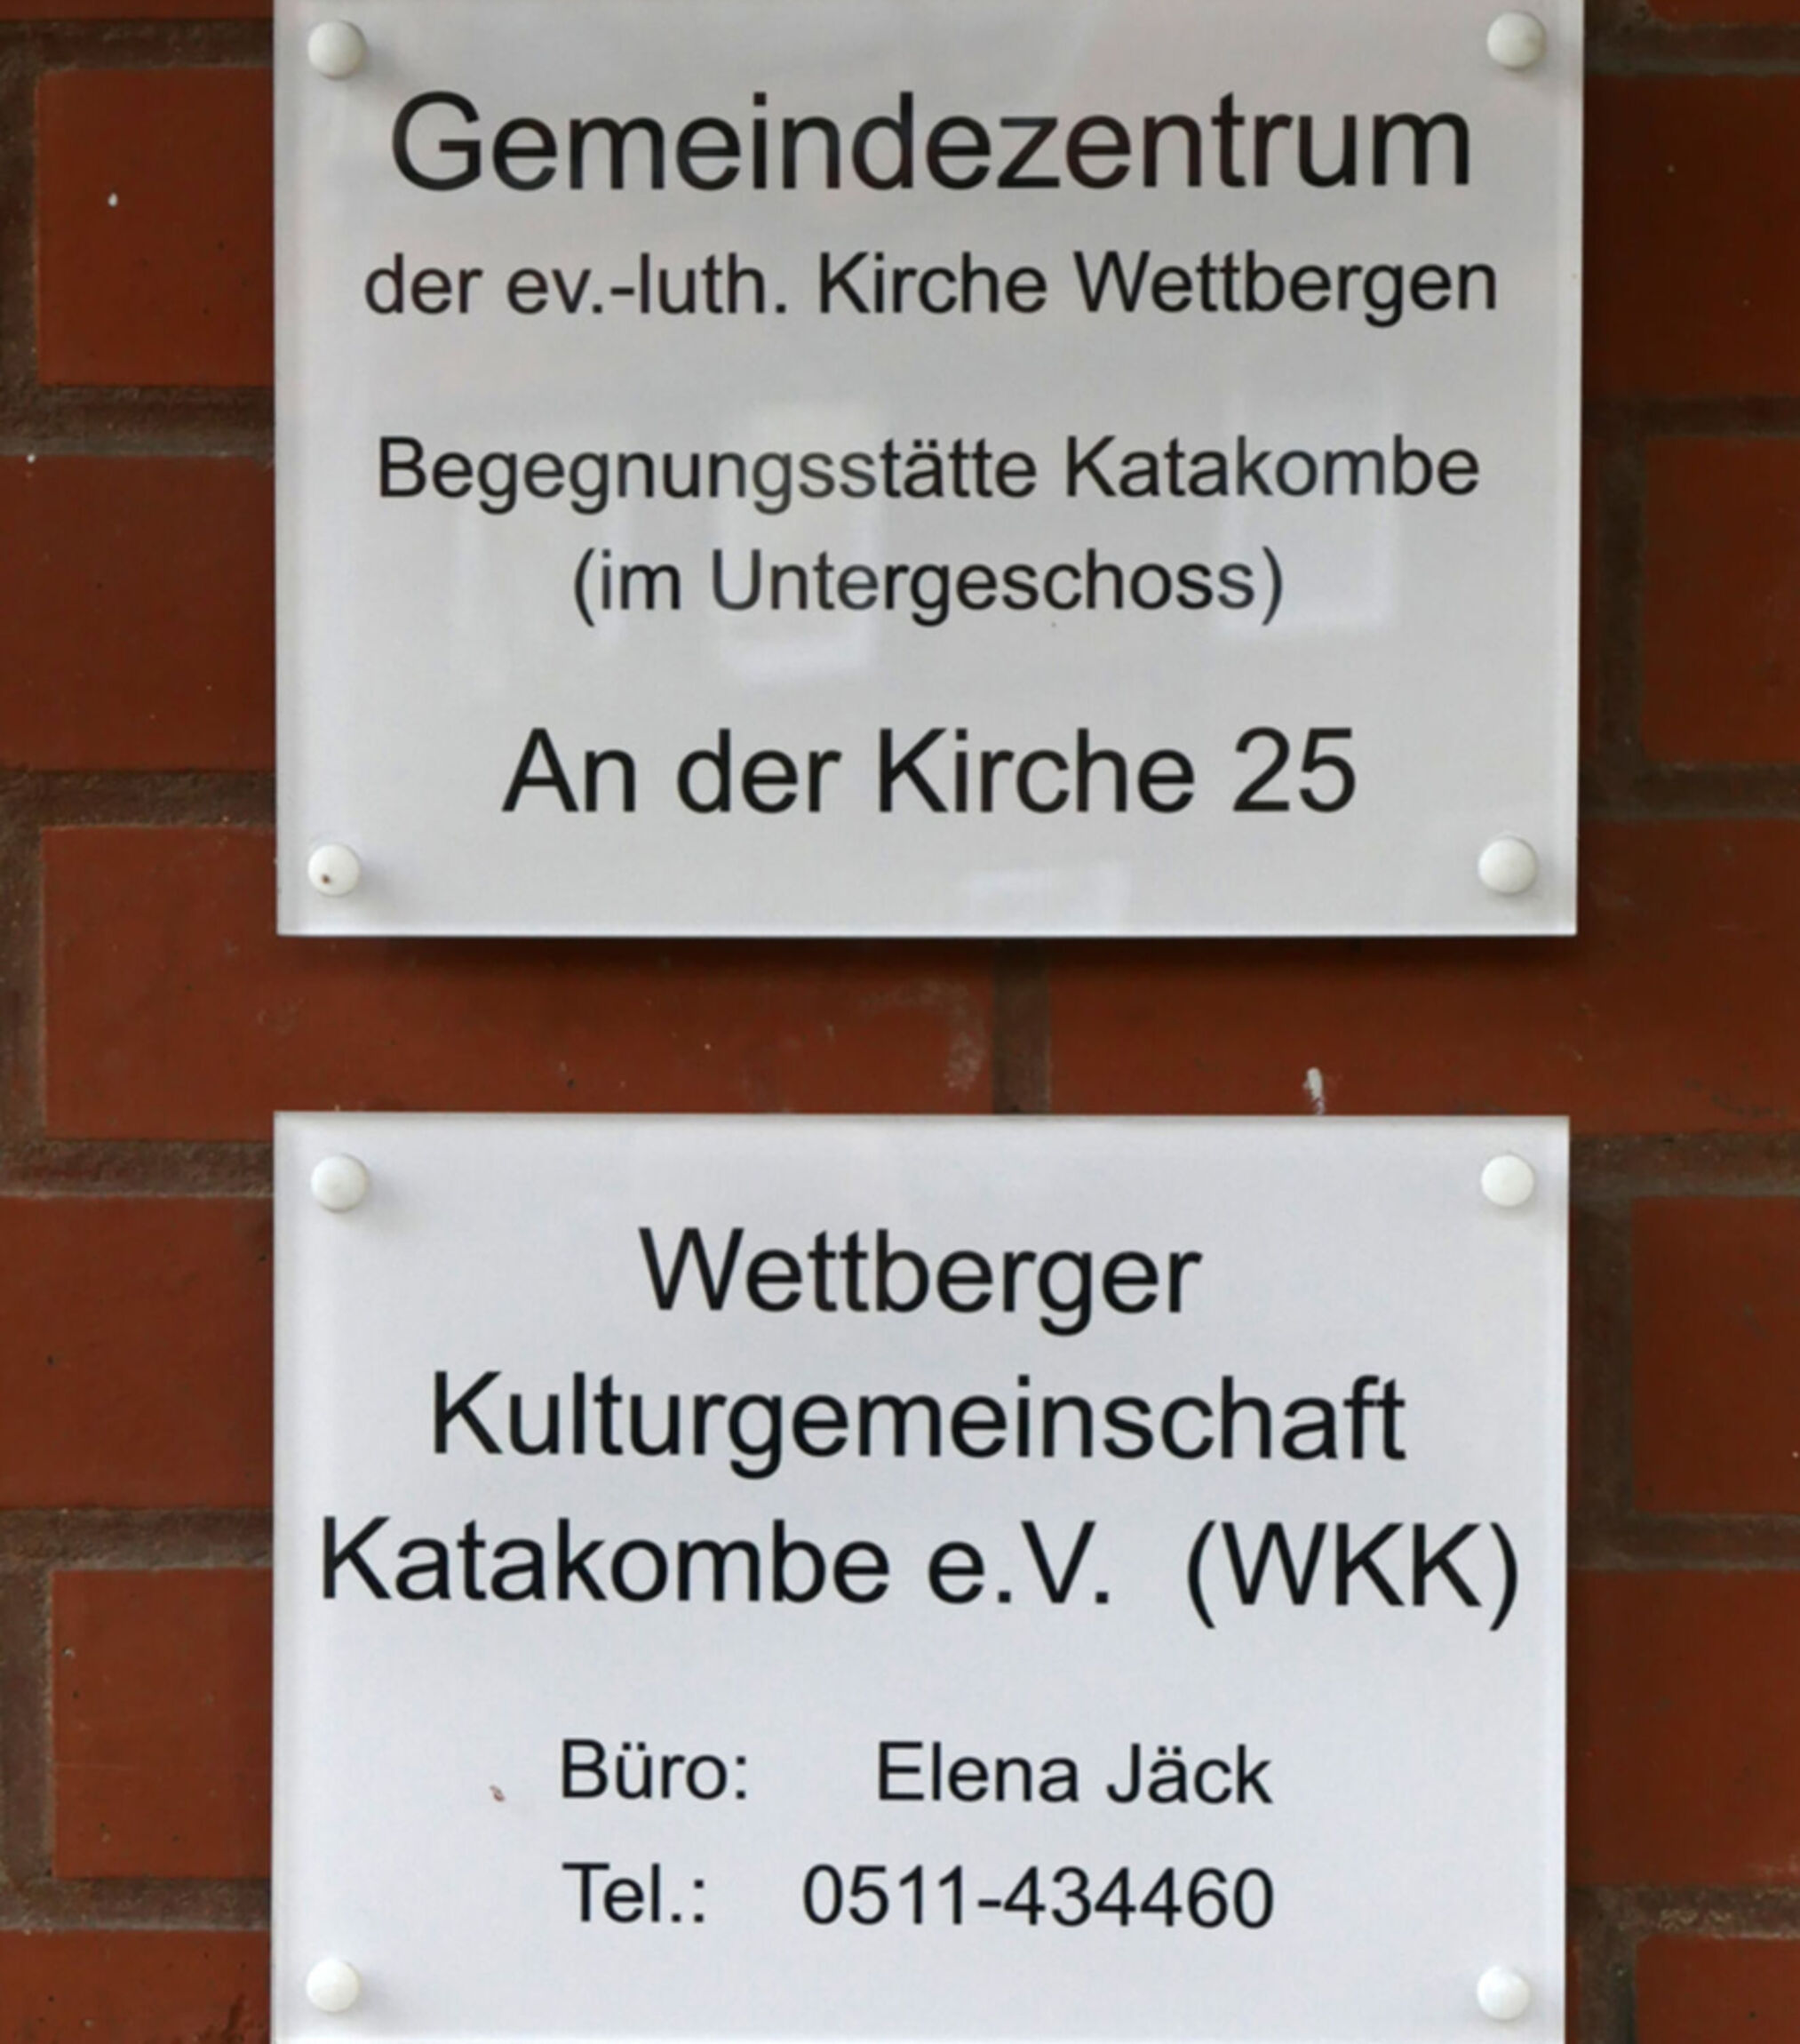 Gemeindezentrum
der ev.-luth. Kirche Wettbergen
Begegnungsstätte Katakombe
(im Untergeschoss)
An der Kirche 25
Wettberger
Kulturgemeinschaft
Katakombe e.V. (WKK)
Büro: Elena Jäck
Tel.: 0511-434460